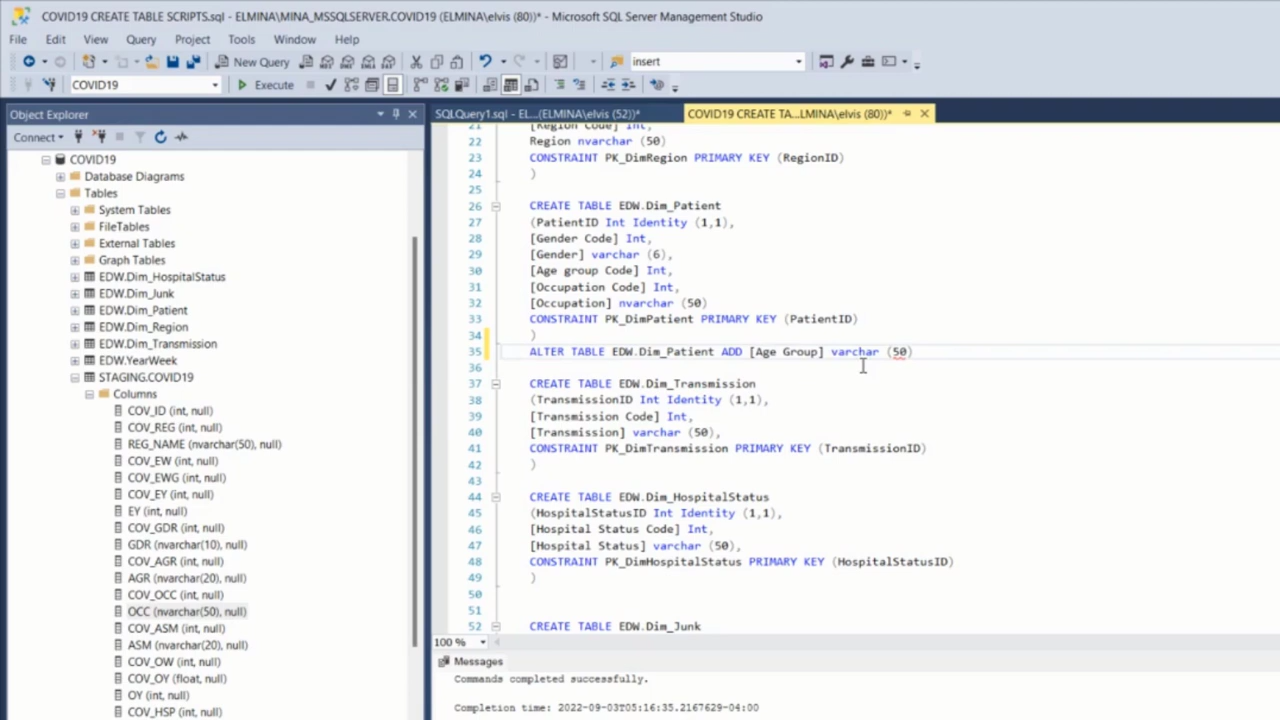 COVID19 CREATE TABLE SCRIPTS.sql - ELMINA\MINA_MSSQLSERVER.COVID19 (ELMINA\elvis (80))* - Microsoft SQL Server Management Studio
File Edit View Query Project Tools Window Help
New Query insert
COVID19 Execute
Object Explorer
SQLQuery1.sql - EL...(ELMINA\elvis (52))*
COVID19 CREATE TA...LMINA\elvis (80))*
Connect
COVID19
Database Diagrams
Tables
System Tables
FileTables
External Tables
Graph Tables
EDW.Dim_HospitalStatus
EDW.Dim_Junk
EDW.Dim_Patient
EDW.Dim_Region
EDW.Dim_Transmission
EDW.YearWeek
STAGING.COVID19
Columns
COV_ID (int, null)
COV_REG (int, null)
REG_NAME (nvarchar(50), null)
COV_EW (int, null)
COV_EWG (int, null)
COV_EY (int, null)
EY (int, null)
COV_GDR (int, null)
GDR (nvarchar(10), null)
COV_AGR (int, null)
AGR (nvarchar(20), null)
COV_OCC (int, null)
OCC (nvarchar(50), null)
COV_ASM (int, null)
ASM (nvarchar(20), null)
COV_OW (int, null)
COV_OY (float, null)
OY (int, null)
COV_HSP (int, null)
21 [Region Code] Int,
22 Region nvarchar (50)
23 CONSTRAINT PK_DimRegion PRIMARY KEY (RegionID)
24 )
25
26 CREATE TABLE EDW.Dim_Patient
27 (PatientID Int Identity (1,1),
28 [Gender Code] Int,
29 [Gender] varchar (6),
30 [Age group Code] Int,
31 [Occupation Code] Int,
32 [Occupation] nvarchar (50)
33 CONSTRAINT PK_DimPatient PRIMARY KEY (PatientID)
34 )
35 ALTER TABLE EDW.Dim_Patient ADD [Age Group] varchar (50)
36
37 CREATE TABLE EDW.Dim_Transmission
38 (TransmissionID Int Identity (1,1),
39 [Transmission Code] Int,
40 [Transmission] varchar (50),
41 CONSTRAINT PK_DimTransmission PRIMARY KEY (TransmissionID)
42 )
43
44 CREATE TABLE EDW.Dim_HospitalStatus
45 (HospitalStatusID Int Identity (1,1),
46 [Hospital Status Code] Int,
47 [Hospital Status] varchar (50),
48 CONSTRAINT PK_DimHospitalStatus PRIMARY KEY (HospitalStatusID)
49 )
50
51
52 CREATE TABLE EDW.Dim_Junk
100 %
Messages
Commands completed successfully.
Completion time: 2022-09-03T05:16:35.2167629-04:00